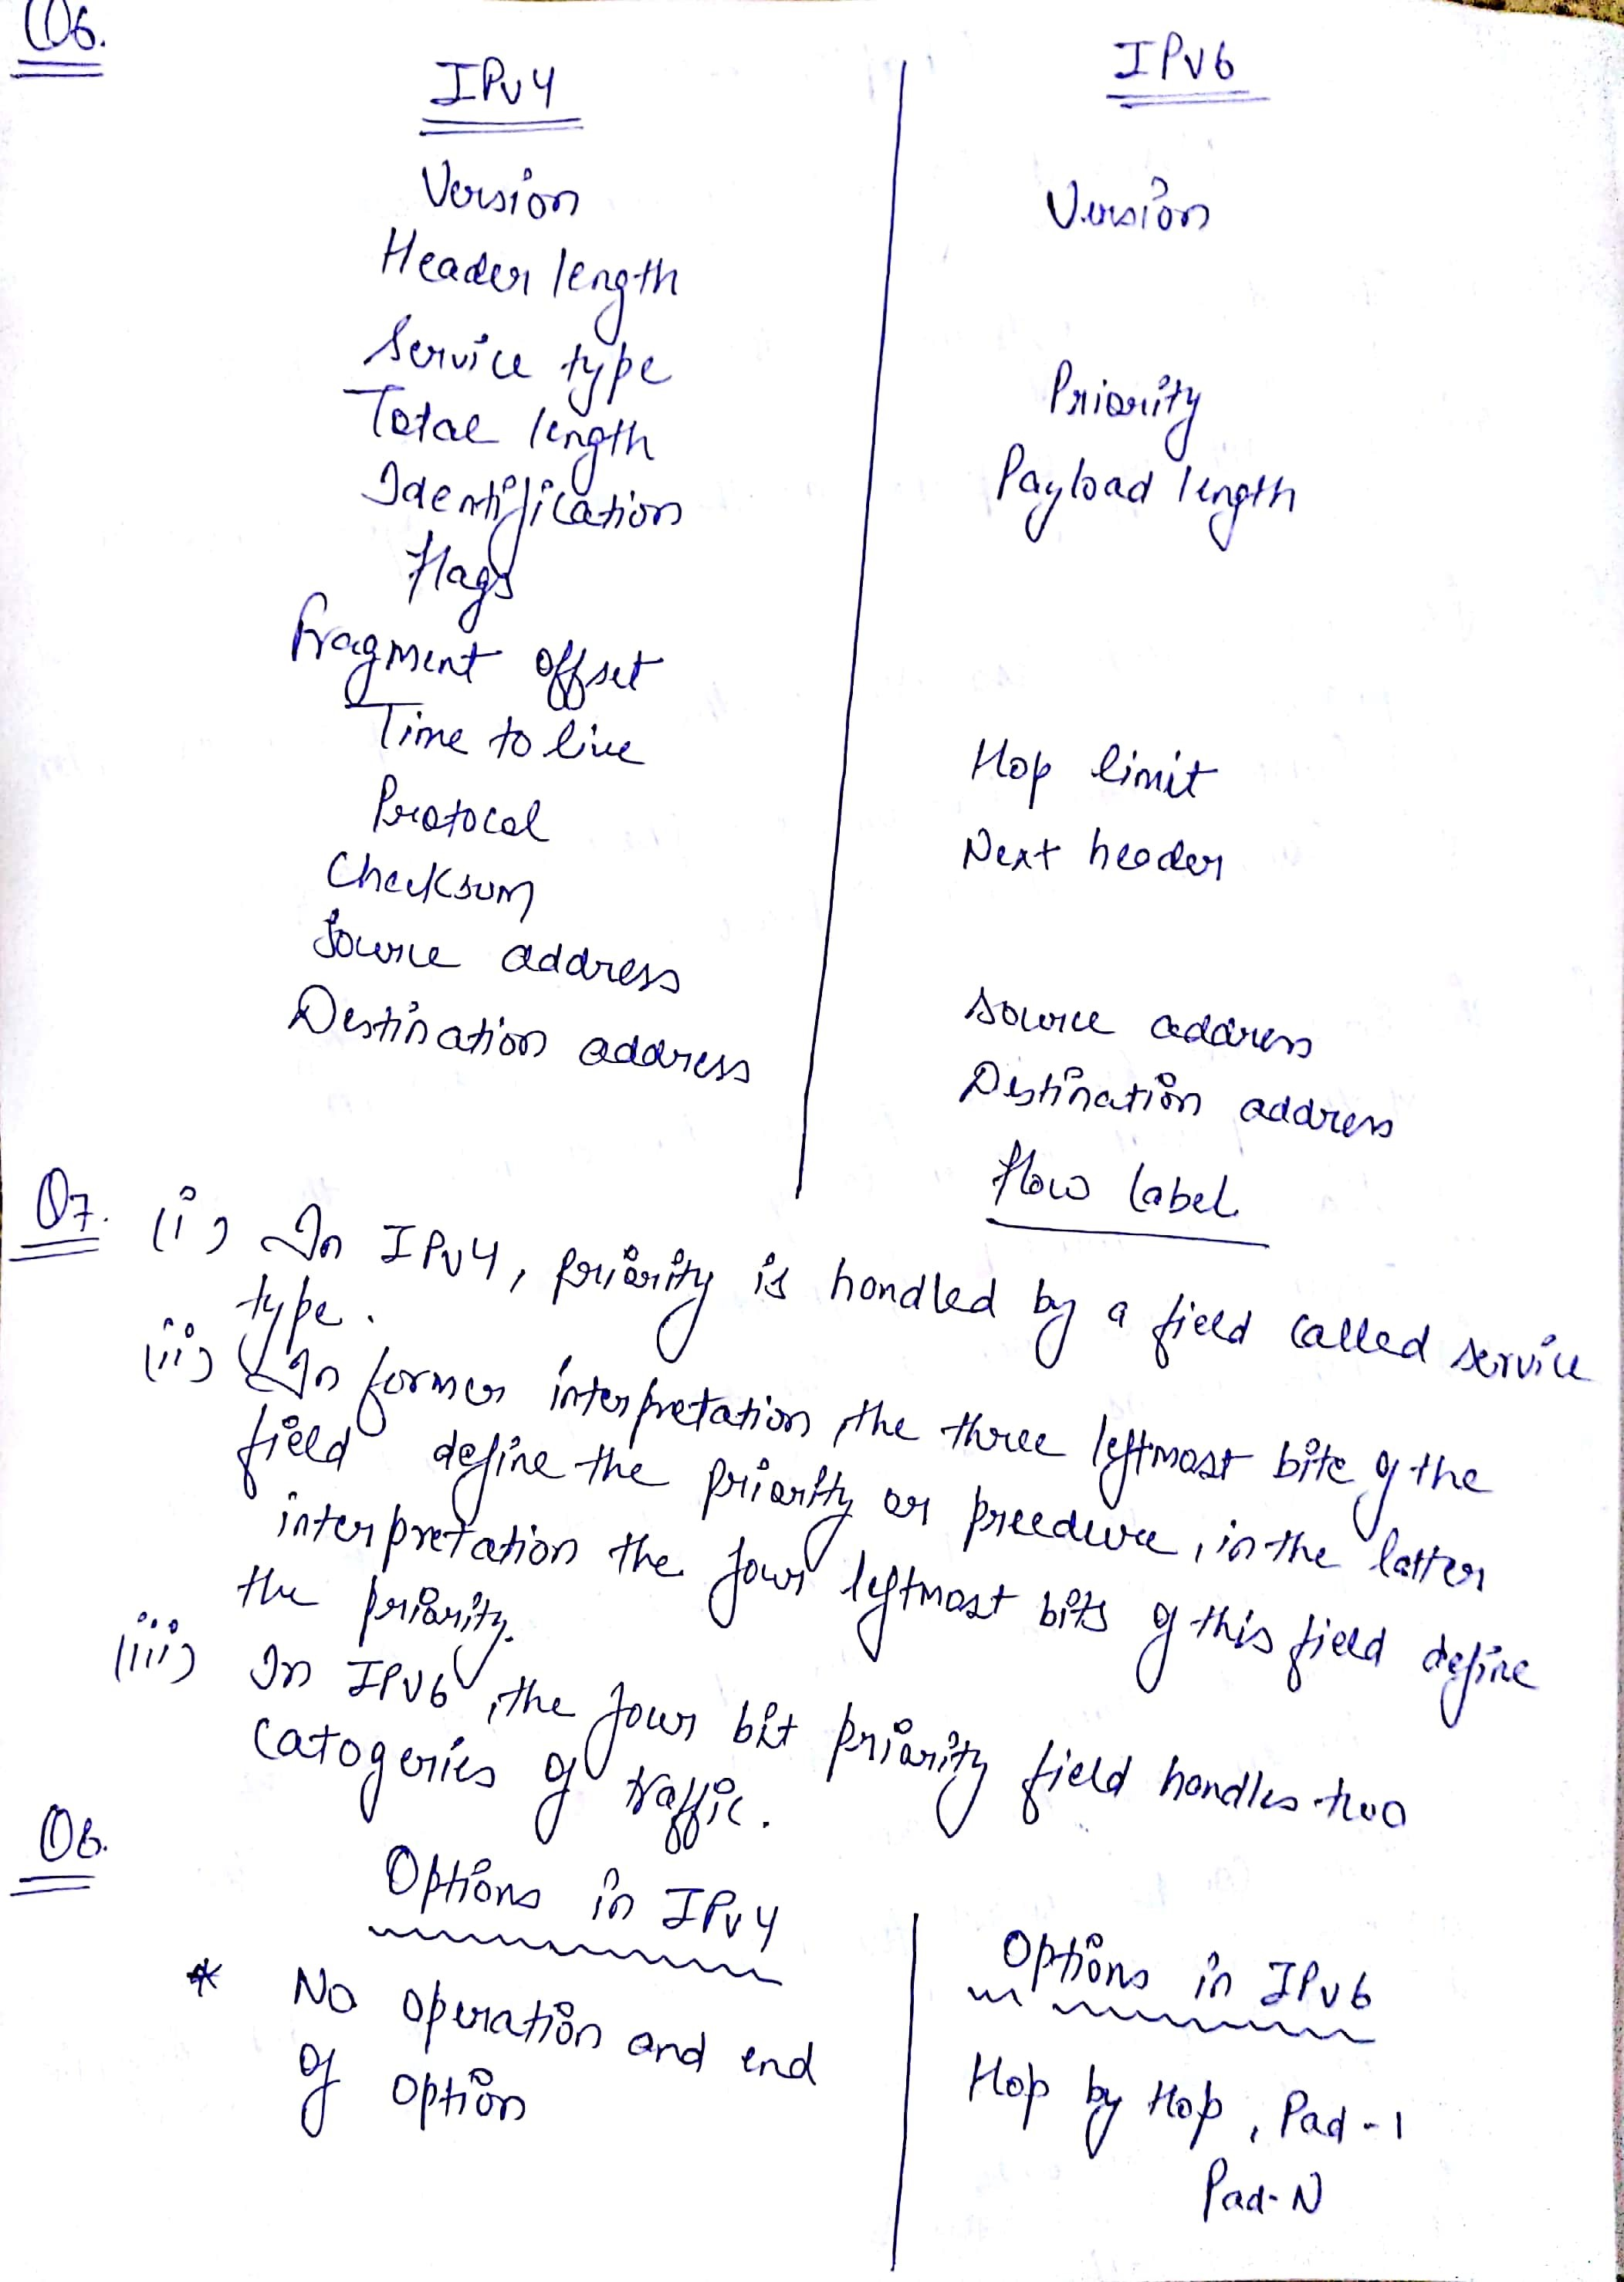 Q6.
IPv4 IPv6
Version Version
Header length
Service type Priority
Total length Payload length
Identification
flags
fragment offset
Time to live Hop limit
Protocol Next header
Checksum
Source address Source address
Destination address Destination address
flow label
Q7. (i) In IPv4, priority is handled by a field called service
type.
(ii) In former interpretation, the three leftmost bits of the
field define the priority or , in the latter
interpretation the four leftmost bits of this field define
the priority.
(iii) In IPv6, the four bit priority field handles two
Catogeries of traffic.
Options in IPv4 Options in IPv6
* No operation and end Hop by Hop, Pad-1
of option Pad-N